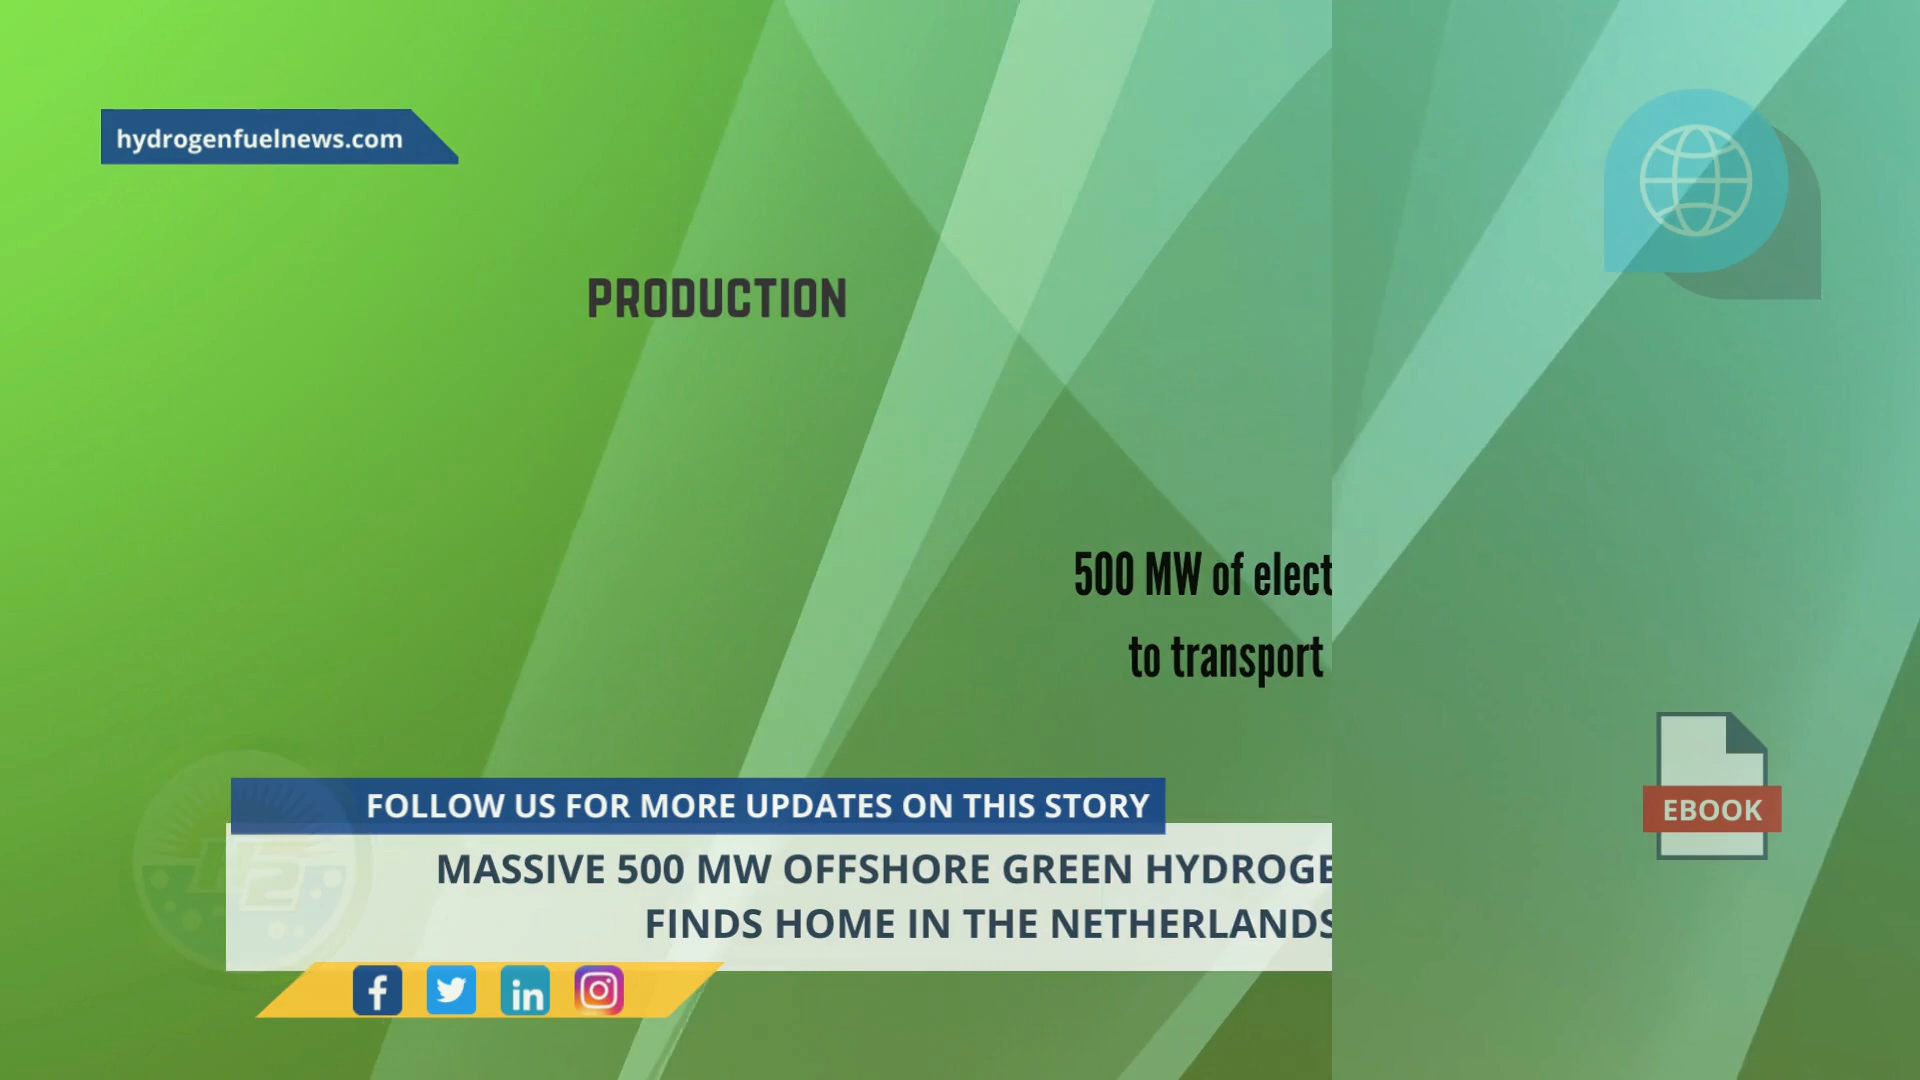 hydrogenfuelnews.com
PRODUCTION
500 MW of elect
to transport
FOLLOW US FOR MORE UPDATES ON THIS STORY
MASSIVE 500 MW OFFSHORE GREEN HYDROGE
FINDS HOME IN THE NETHERLANDS
EBOOK